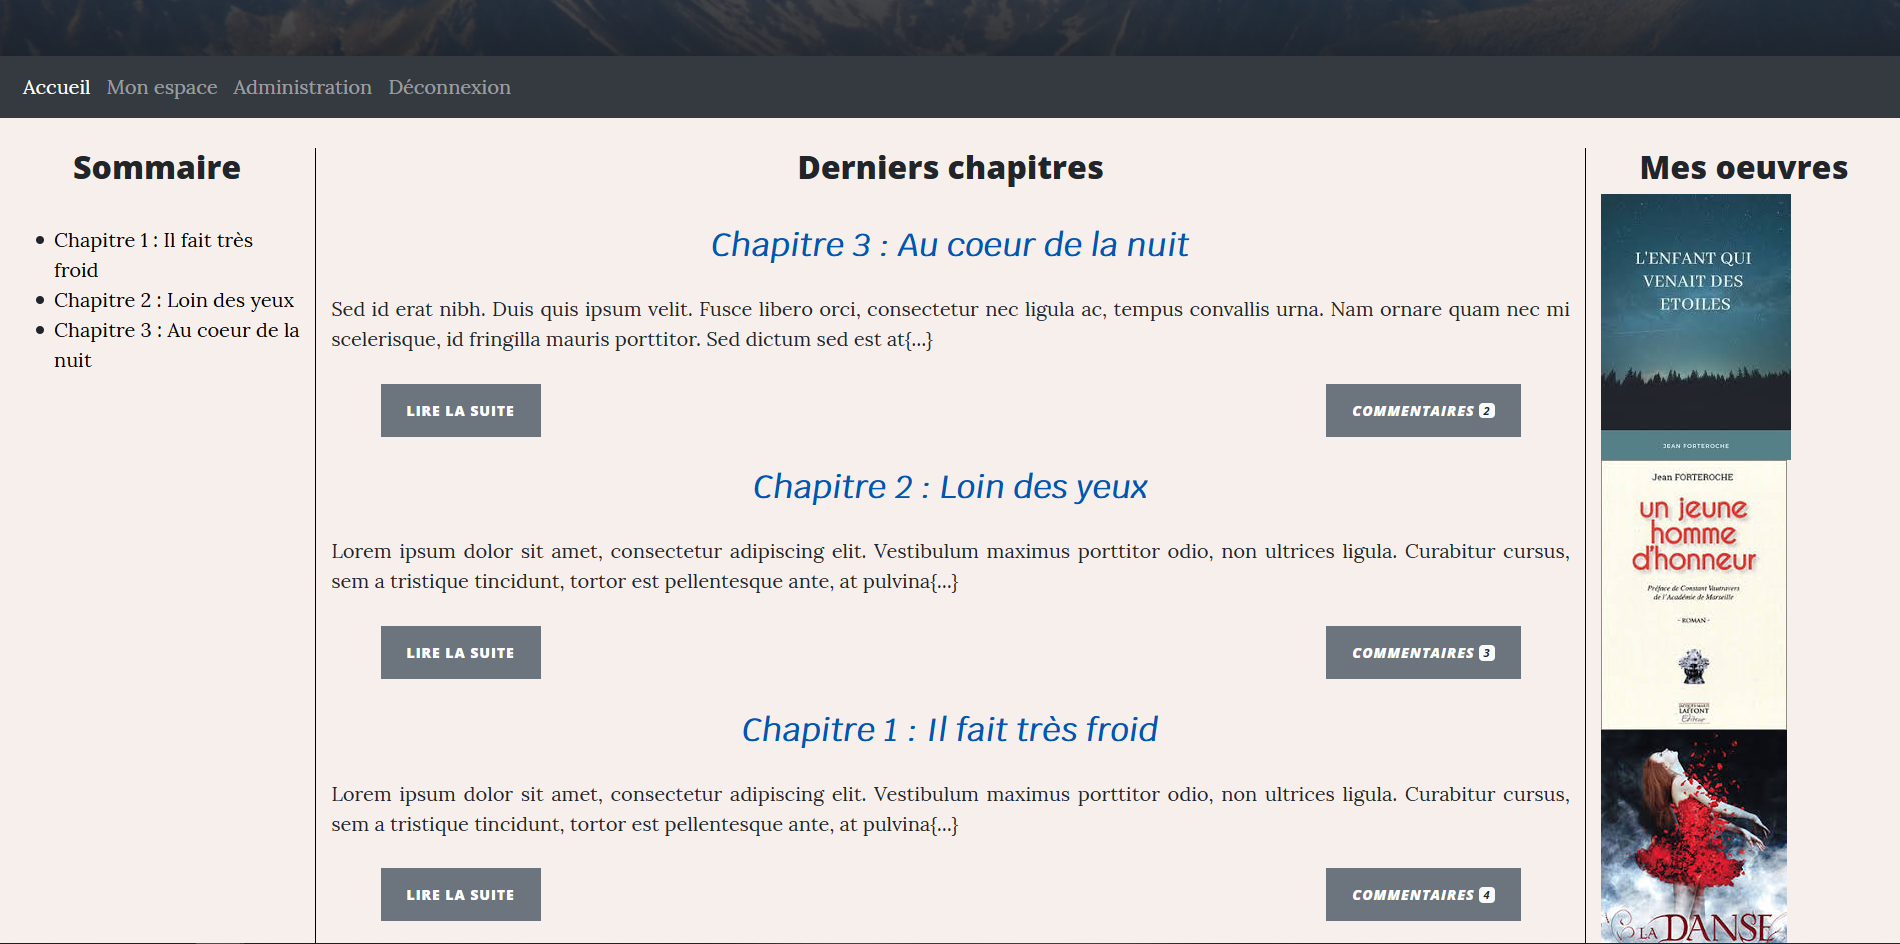 Accueil Mon espace Administration Déconnexion
Sommaire
Chapitre 1 : Il fait très
froid
Chapitre 2 : Loin des yeux
Chapitre 3 : Au coeur de la
nuit
Derniers chapitres
Chapitre 3 : Au coeur de la nuit
Sed id erat nibh. Duis quis ipsum velit. Fusce libero orci, consectetur nec ligula ac, tempus convallis urna. Nam ornare quam nec mi
scelerisque, id fringilla mauris porttitor. Sed dictum sed est at{...}
LIRE LA SUITE
COMMENTAIRES 2
Chapitre 2 : Loin des yeux
Lorem ipsum dolor sit amet, consectetur adipiscing elit. Vestibulum maximus porttitor odio, non ultrices ligula. Curabitur cursus,
sem a tristique tincidunt, tortor est pellentesque ante, at pulvina{...}
LIRE LA SUITE
COMMENTAIRES 3
Chapitre 1 : Il fait très froid
Lorem ipsum dolor sit amet, consectetur adipiscing elit. Vestibulum maximus porttitor odio, non ultrices ligula. Curabitur cursus,
sem a tristique tincidunt, tortor est pellentesque ante, at pulvina{...}
LIRE LA SUITE
COMMENTAIRES 4
Mes oeuvres
L'ENFANT QUI
VENAIT DES
ETOILES
JEAN FORTEROCHE
Jean FORTEROCHE
un jeune
homme
d'honneur
Préface de Constant Vautravers
de l'Académie de Marseille
- ROMAN -
LAFFONT
Editeur
LA DANSE